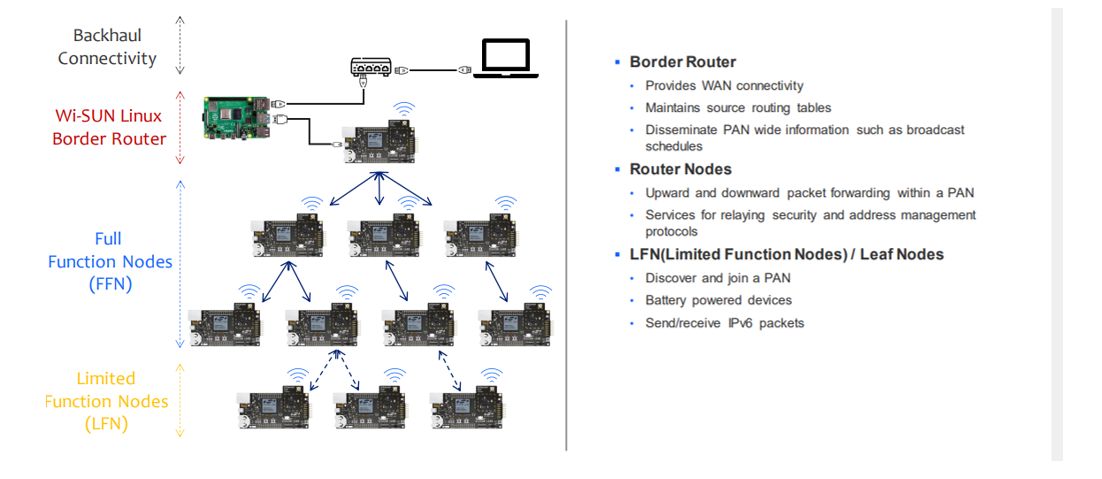 Backhaul
Connectivity
Wi-SUN Linux
Border Router
Full
Function Nodes
(FFN)
Limited
Function Nodes
(LFN)
▪ Border Router
• Provides WAN connectivity
• Maintains source routing tables
• Disseminate PAN wide information such as broadcast
schedules
▪ Router Nodes
• Upward and downward packet forwarding within a PAN
• Services for relaying security and address management
protocols
▪ LFN(Limited Function Nodes) / Leaf Nodes
• Discover and join a PAN
• Battery powered devices
• Send/receive IPv6 packets